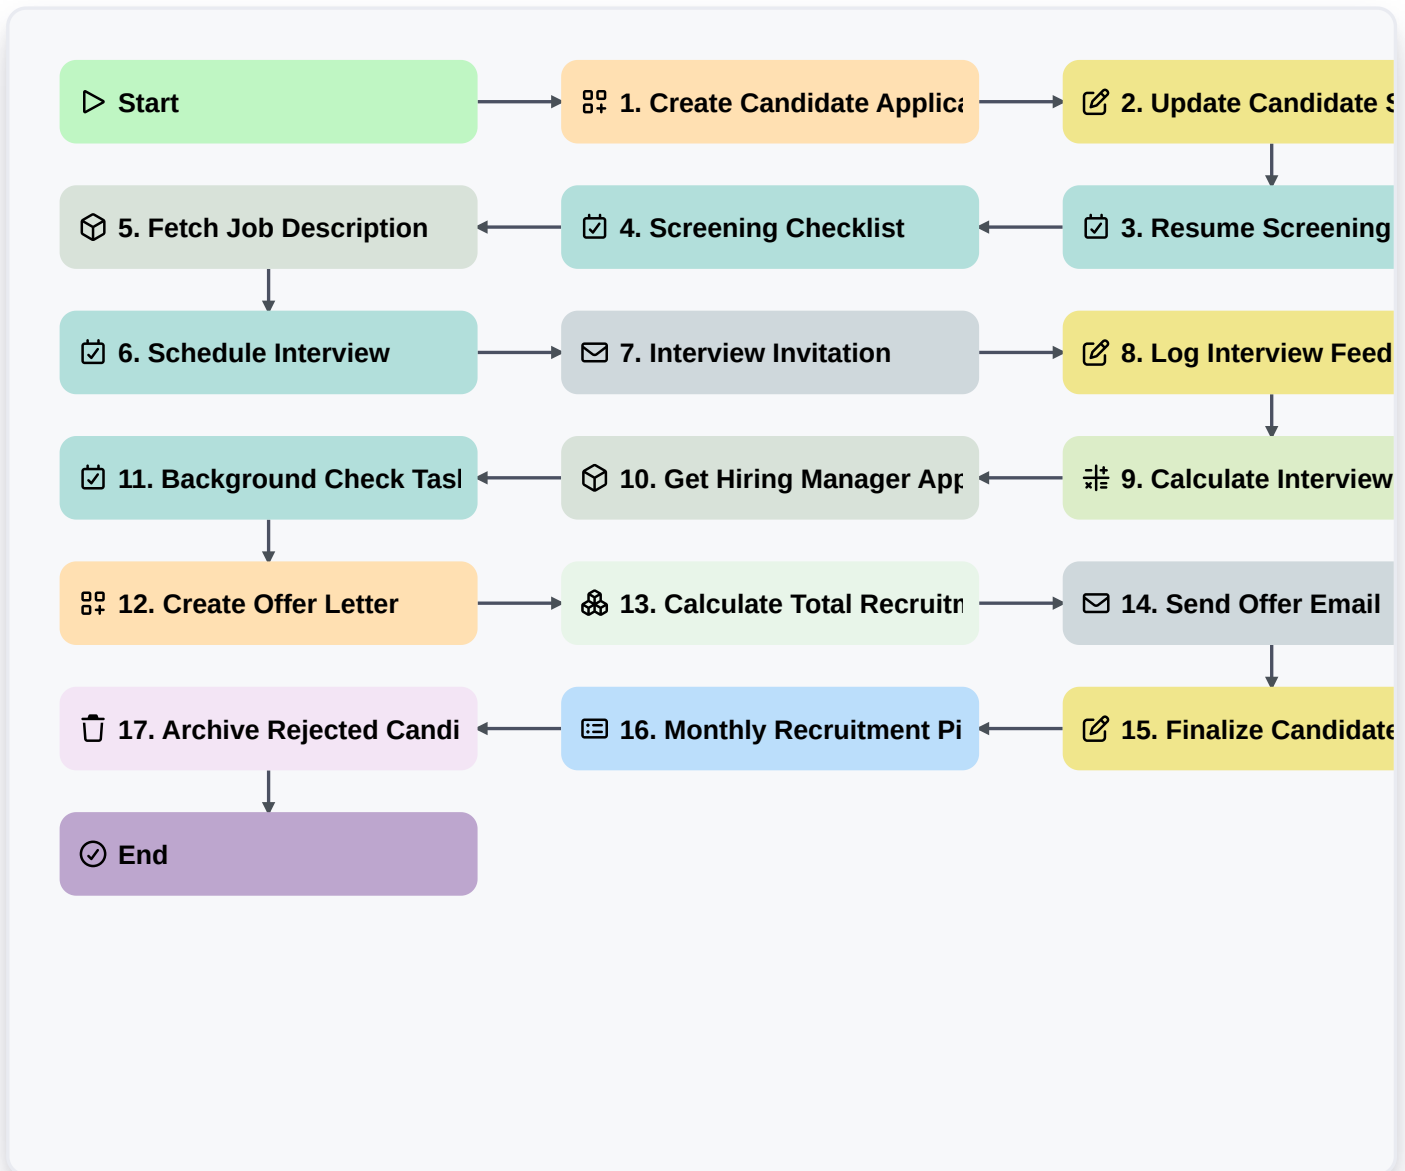 Start
1. Create Candidate Applica
2. Update Candidate S
5. Fetch Job Description
4. Screening Checklist
3. Resume Screening
6. Schedule Interview
7. Interview Invitation
8. Log Interview Feed
11. Background Check Task
10. Get Hiring Manager App
9. Calculate Interview
12. Create Offer Letter
13. Calculate Total Recruitm
14. Send Offer Email
17. Archive Rejected Candi
16. Monthly Recruitment Pi
15. Finalize Candidate
End